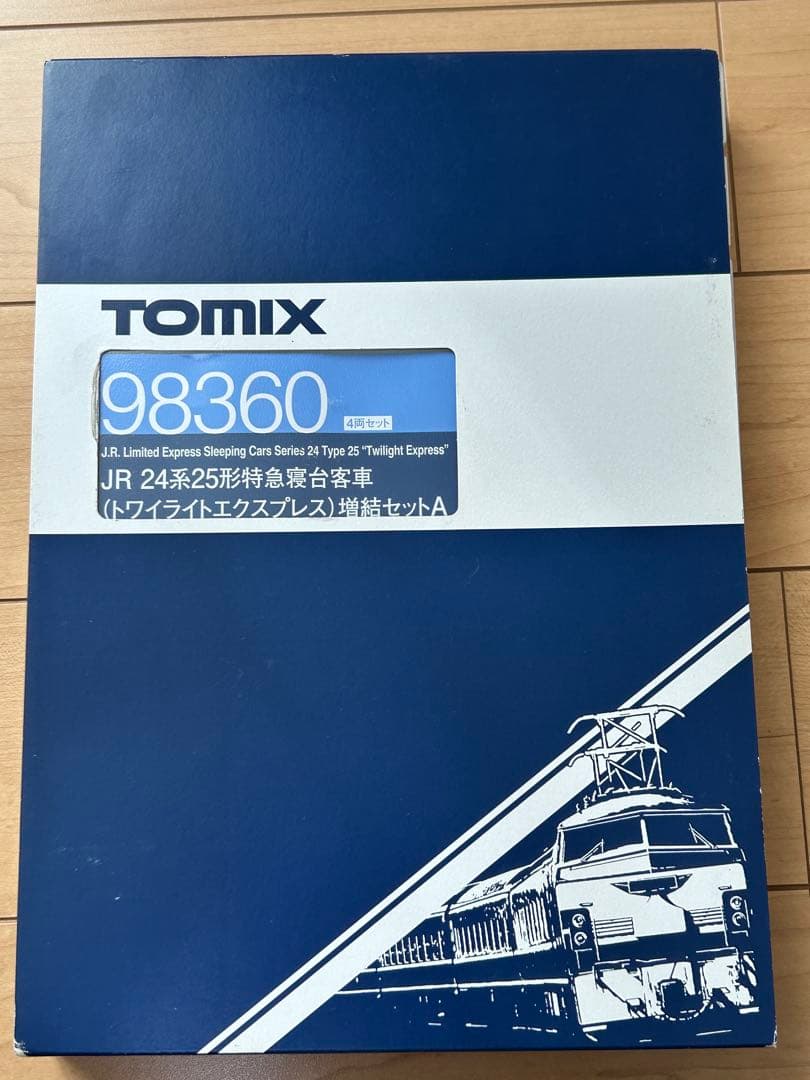 TOMIX
98360
4両セット
J.R. Limited Express Sleeping Cars Series 24 Type 25 "Twilight Express"
JR 24系25形特急寝台客車
(トワイライトエクスプレス)増結セットA